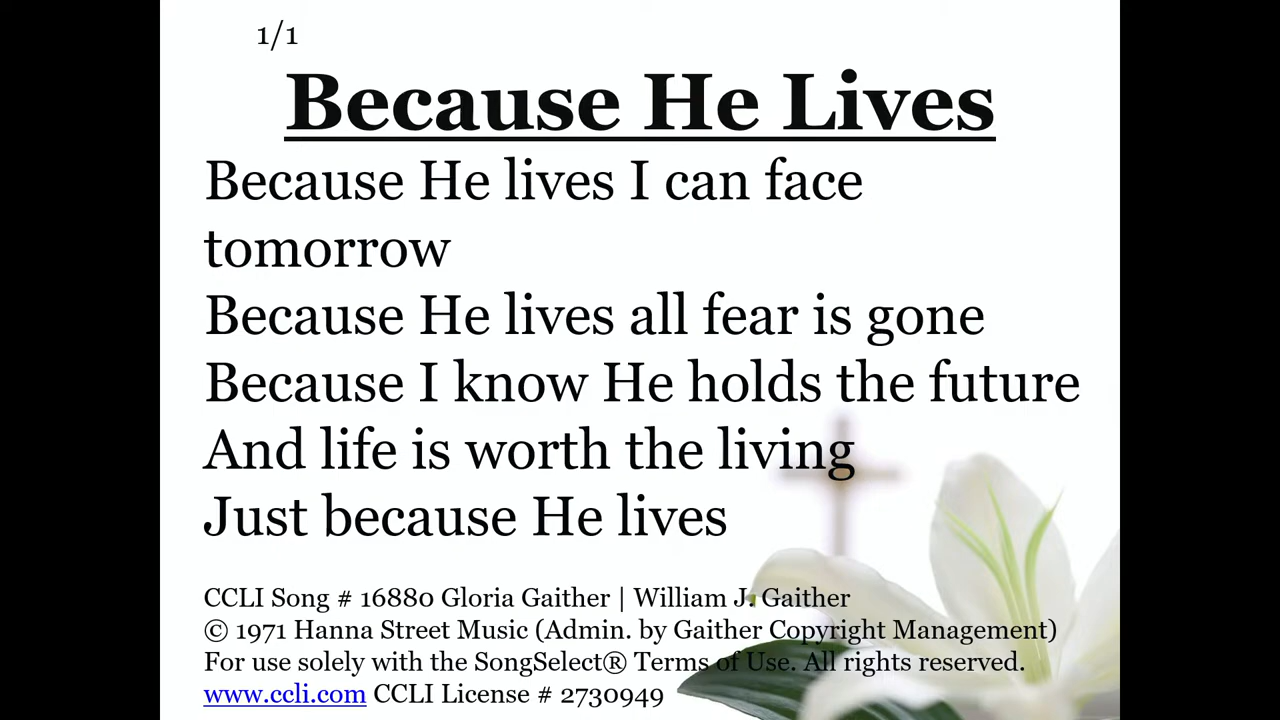 1/1
Because He Lives
Because He lives I can face
tomorrow
Because He lives all fear is gone
Because I know He holds the future
And life is worth the living
Just because He lives
CCLI Song # 16880 Gloria Gaither | William J. Gaither
© 1971 Hanna Street Music (Admin. by Gaither Copyright Management)
For use solely with the SongSelect® Terms of Use. All rights reserved.
www.ccli.com CCLI License # 2730949